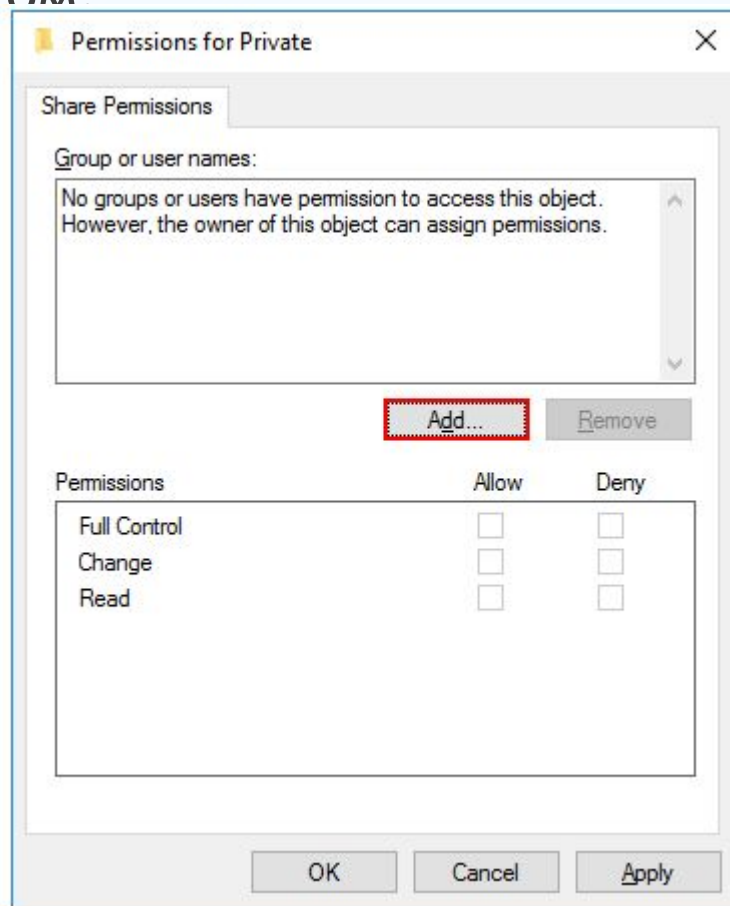 Permissions for Private
Share Permissions
Group or user names:
No groups or users have permission to access this object.
However, the owner of this object can assign permissions.
Add...
Remove
Permissions Allow Deny
Full Control
Change
Read
OK Cancel Apply